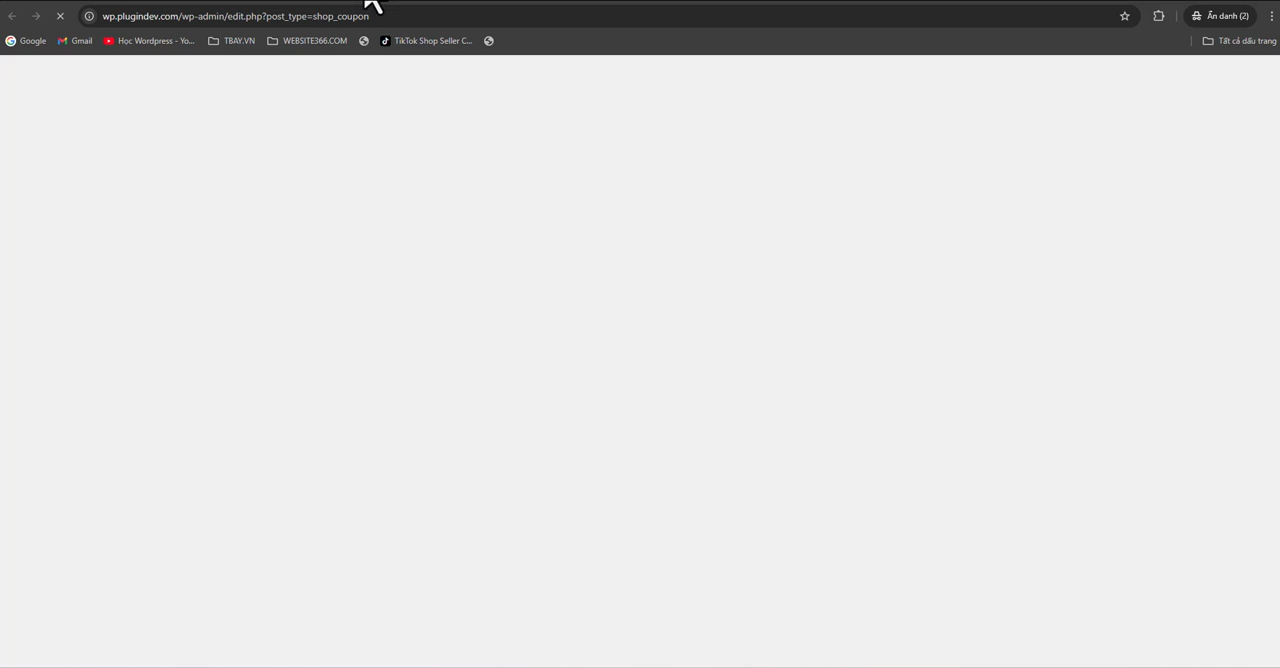 wp.plugindev.com/wp-admin/edit.php?post_type=shop_coupon
Ẩn danh (2)
Google
Gmail
Học Wordpress - Yo...
TBAY.VN
WEBSITE366.COM
TikTok Shop Seller C...
Tất cả dấu trang